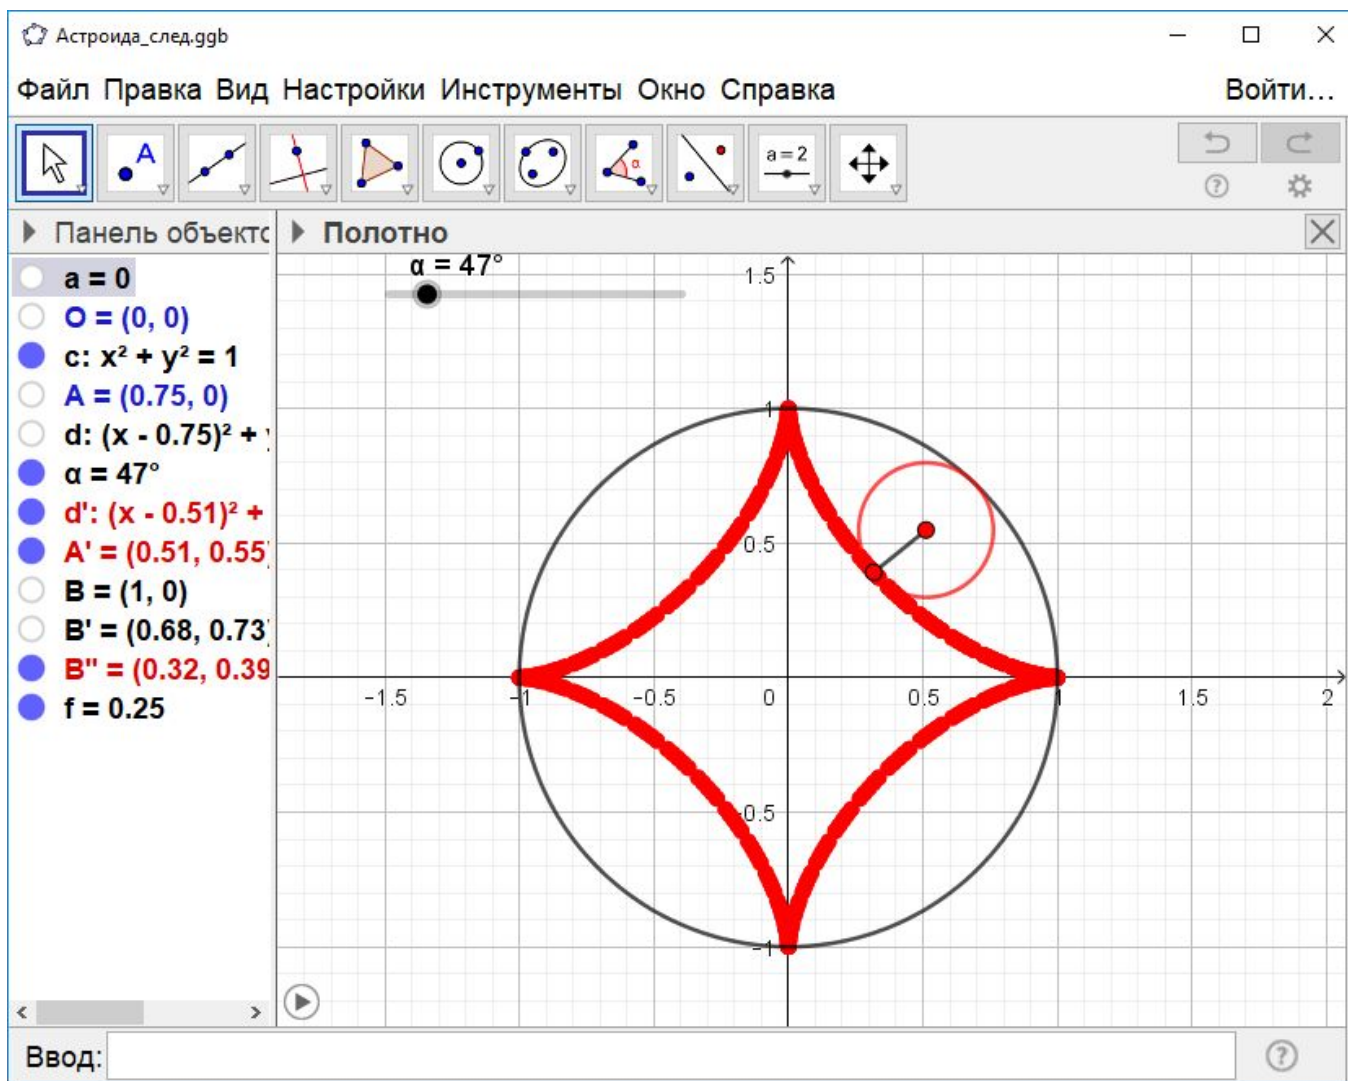 Астроида_след.ggb
Файл Правка Вид Настройки Инструменты Окно Справка Войти...
A α a = 2
Панель объекто Полотно
α = 47°
a = 0
O = (0, 0)
c: x² + y² = 1
A = (0.75, 0)
d: (x - 0.75)² +
α = 47°
d': (x - 0.51)² +
A' = (0.51, 0.55)
B = (1, 0)
B' = (0.68, 0.73)
B" = (0.32, 0.39
f = 0.25
1.5
1
0.5
-1.5 -1 -0.5 0 0.5 1 1.5 2
-0.5
-1
Ввод: